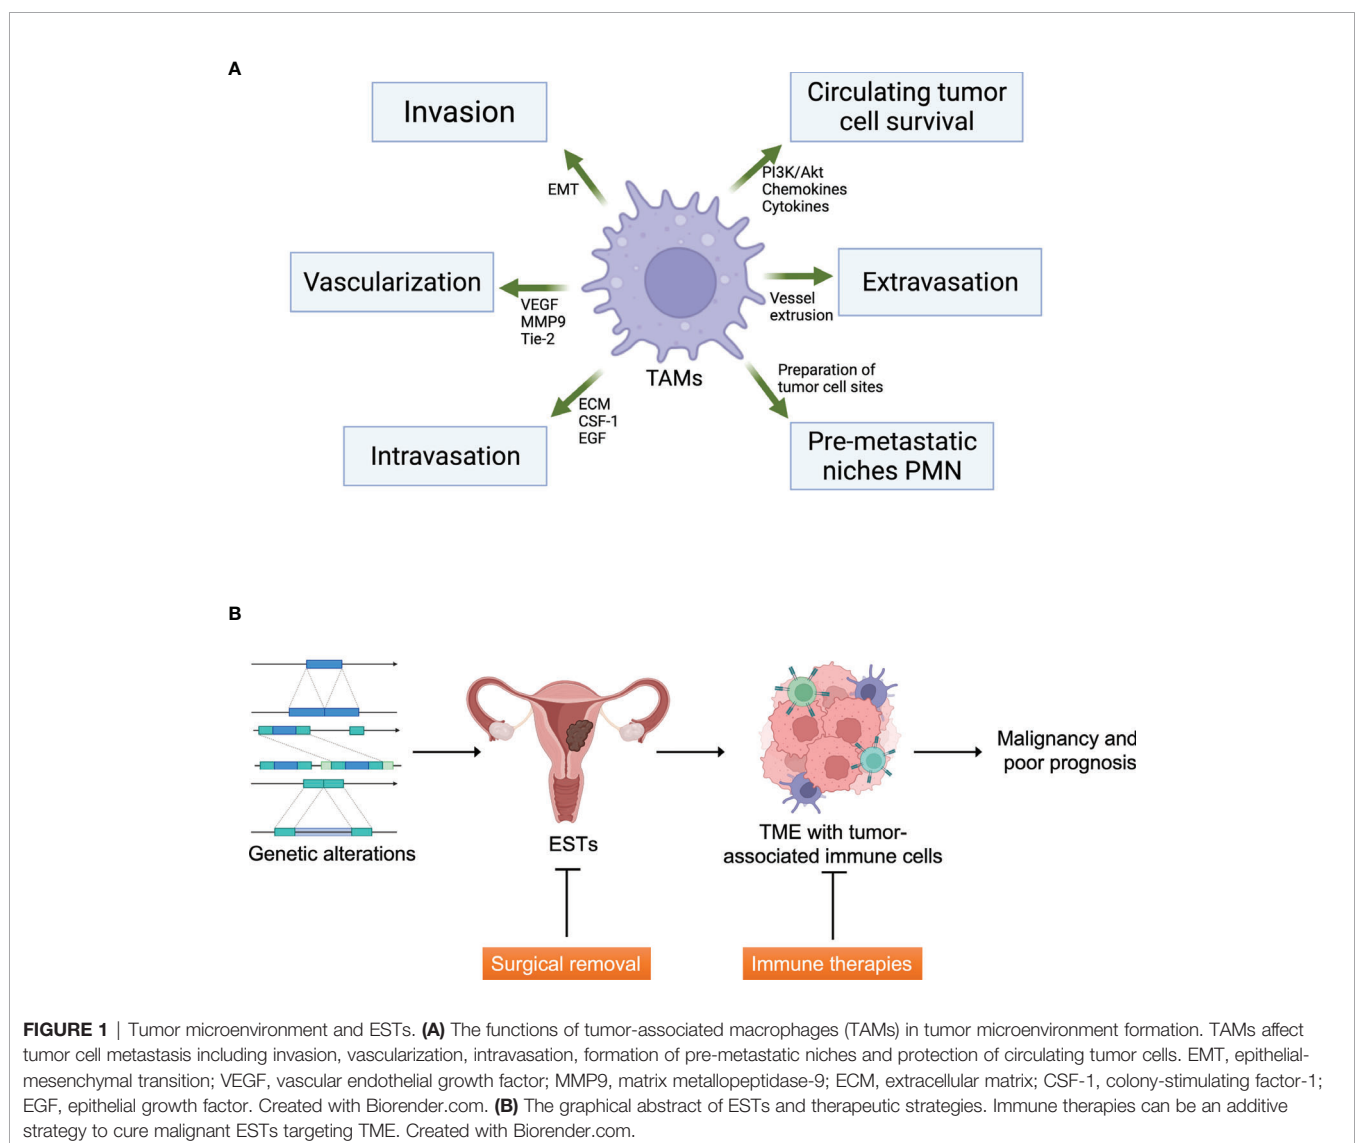 A
Invasion
Circulating tumor
cell survival
EMT
PI3K/Akt
Chemokines
Cytokines
Vascularization
Extravasation
VEGF
MMP9
Tie-2
Vessel
extrusion
TAMs
Preparation of
tumor cell sites
ECM
CSF-1
EGF
Intravasation
Pre-metastatic
niches PMN
B
Genetic alterations
ESTs
TME with tumor-
associated immune cells
Malignancy and
poor prognosis
Surgical removal
Immune therapies
FIGURE 1 | Tumor microenvironment and ESTs. (A) The functions of tumor-associated macrophages (TAMs) in tumor microenvironment formation. TAMs affect
tumor cell metastasis including invasion, vascularization, intravasation, formation of pre-metastatic niches and protection of circulating tumor cells. EMT, epithelial-
mesenchymal transition; VEGF, vascular endothelial growth factor; MMP9, matrix metallopeptidase-9; ECM, extracellular matrix; CSF-1, colony-stimulating factor-1;
EGF, epithelial growth factor. Created with Biorender.com. (B) The graphical abstract of ESTs and therapeutic strategies. Immune therapies can be an additive
strategy to cure malignant ESTs targeting TME. Created with Biorender.com.